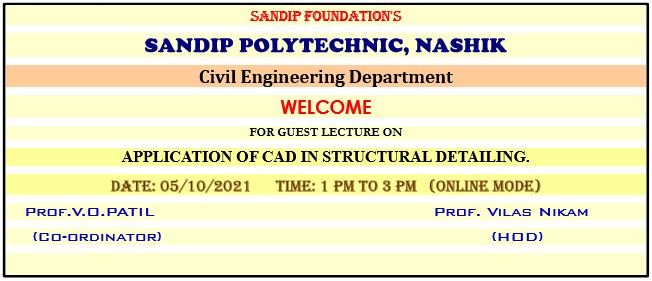 SANDIP FOUNDATION'S
SANDIP POLYTECHNIC, NASHIK
Civil Engineering Department
WELCOME
FOR GUEST LECTURE ON
APPLICATION OF CAD IN STRUCTURAL DETAILING.
DATE: 05/10/2021 TIME: 1 PM TO 3 PM (ONLINE MODE)
Prof.V.O.PATIL Prof. Vilas Nikam
(Co-ordinator) (HOD)